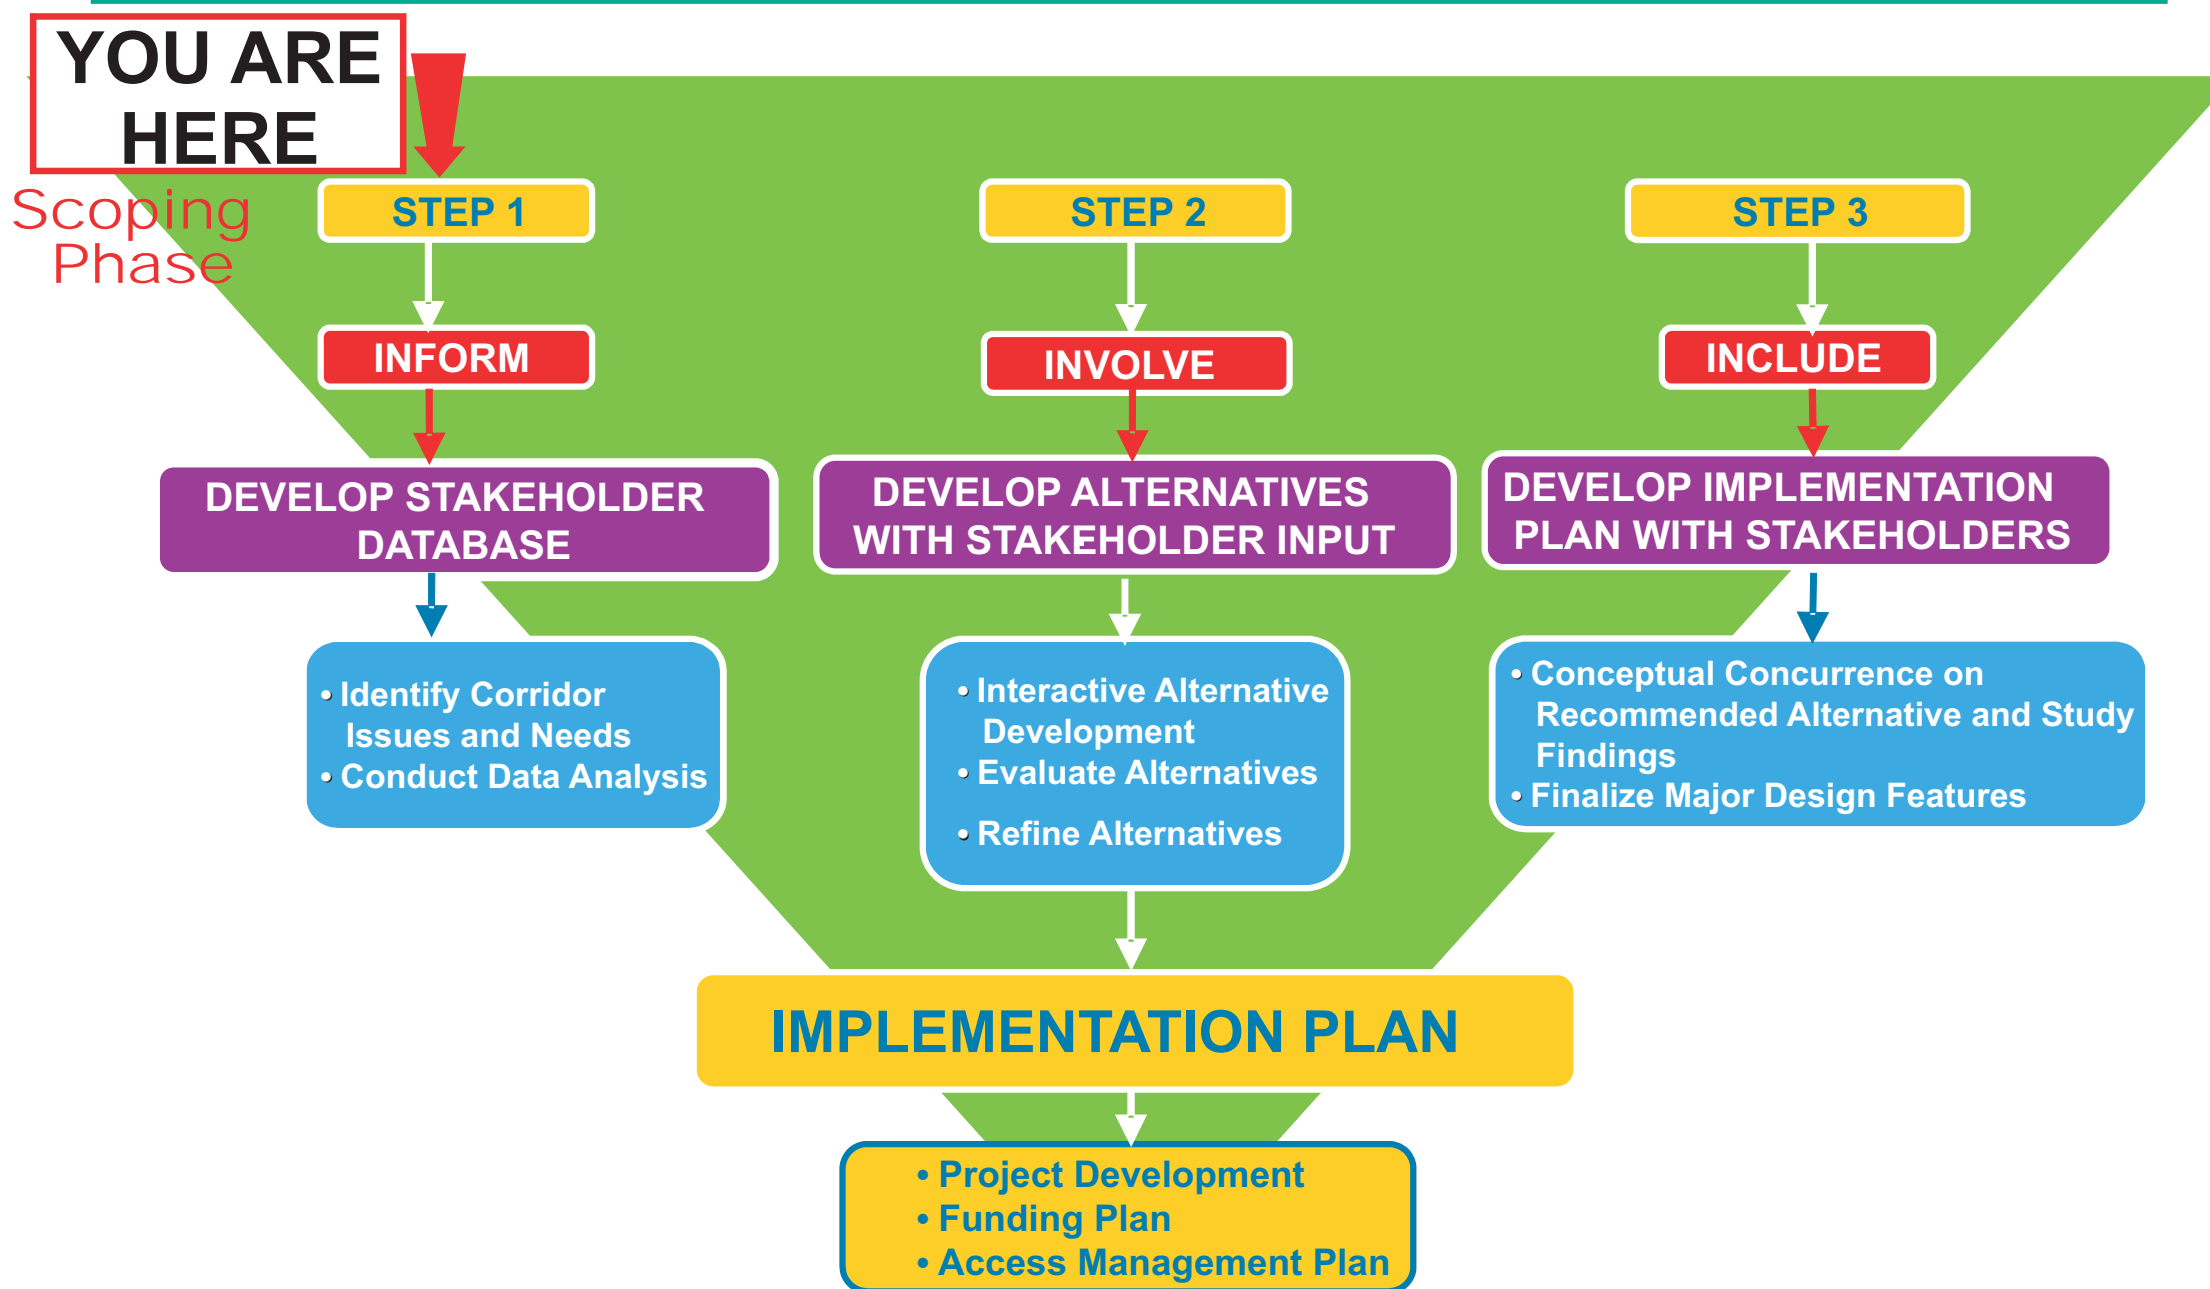 YOU ARE
HERE
Scoping
Phase
STEP 1
STEP 2
STEP 3
INFORM
INVOLVE
INCLUDE
DEVELOP STAKEHOLDER
DATABASE
DEVELOP ALTERNATIVES
WITH STAKEHOLDER INPUT
DEVELOP IMPLEMENTATION
PLAN WITH STAKEHOLDERS
• Identify Corridor
Issues and Needs
• Conduct Data Analysis
• Interactive Alternative
Development
• Evaluate Alternatives
• Refine Alternatives
• Conceptual Concurrence on
Recommended Alternative and Study
Findings
• Finalize Major Design Features
IMPLEMENTATION PLAN
• Project Development
• Funding Plan
• Access Management Plan